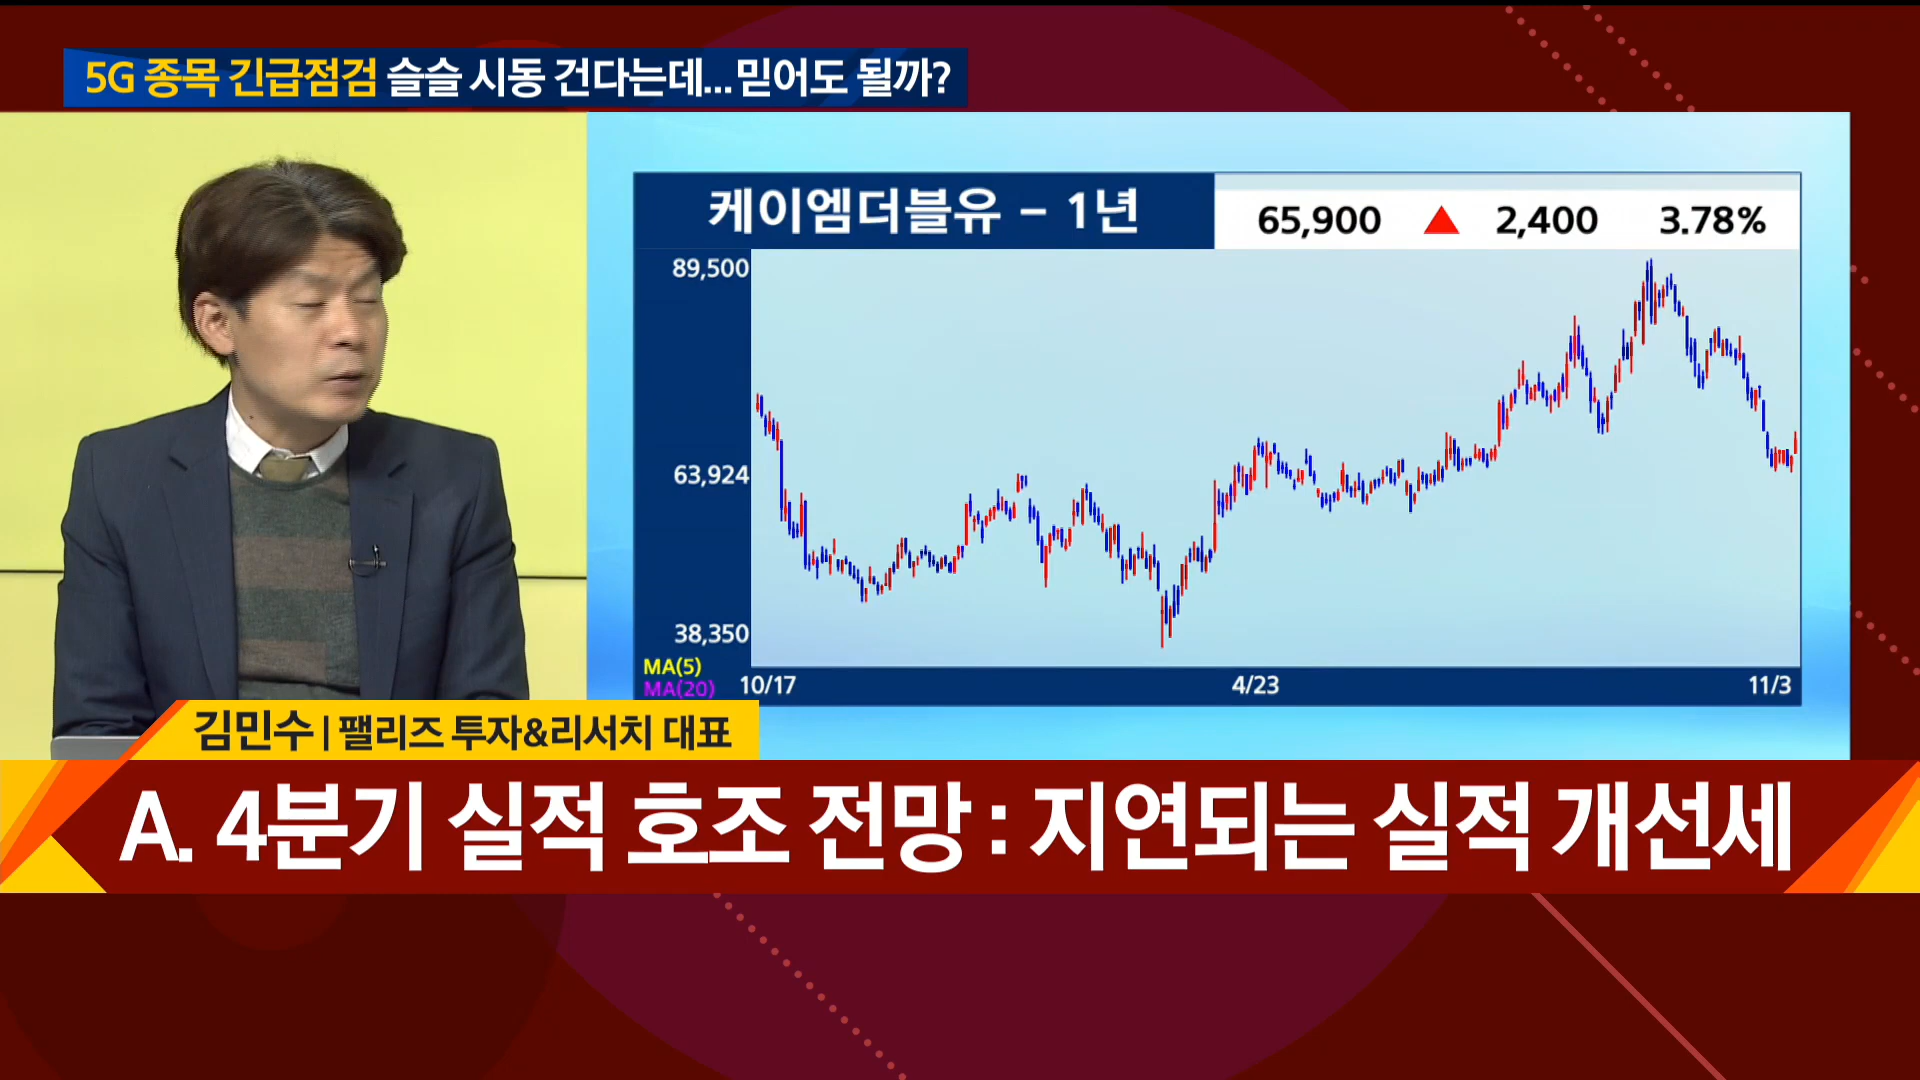 5G 종목 긴급점검 슬슬 시동 건다는데...믿어도 될까?
케이엠더블유 - 1년
65,900 ▲ 2,400 3.78%
89,500
63,924
38,350
MA(5)
MA(20)
10/17 4/23 11/3
김민수 | 팰리즈 투자&리서치 대표
A. 4분기 실적 호조 전망 : 지연되는 실적 개선세